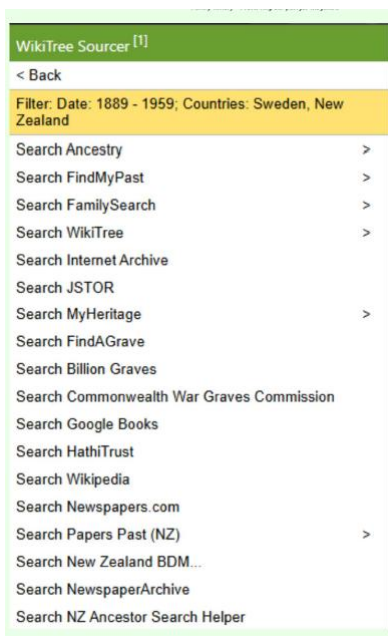 WikiTree Sourcer [1]
< Back
Filter: Date: 1889 - 1959; Countries: Sweden, New
Zealand
Search Ancestry >
Search FindMyPast >
Search FamilySearch >
Search WikiTree >
Search Internet Archive
Search JSTOR
Search MyHeritage >
Search FindAGrave
Search Billion Graves
Search Commonwealth War Graves Commission
Search Google Books
Search HathiTrust
Search Wikipedia
Search Newspapers.com
Search Papers Past (NZ) >
Search New Zealand BDM...
Search NewspaperArchive
Search NZ Ancestor Search Helper